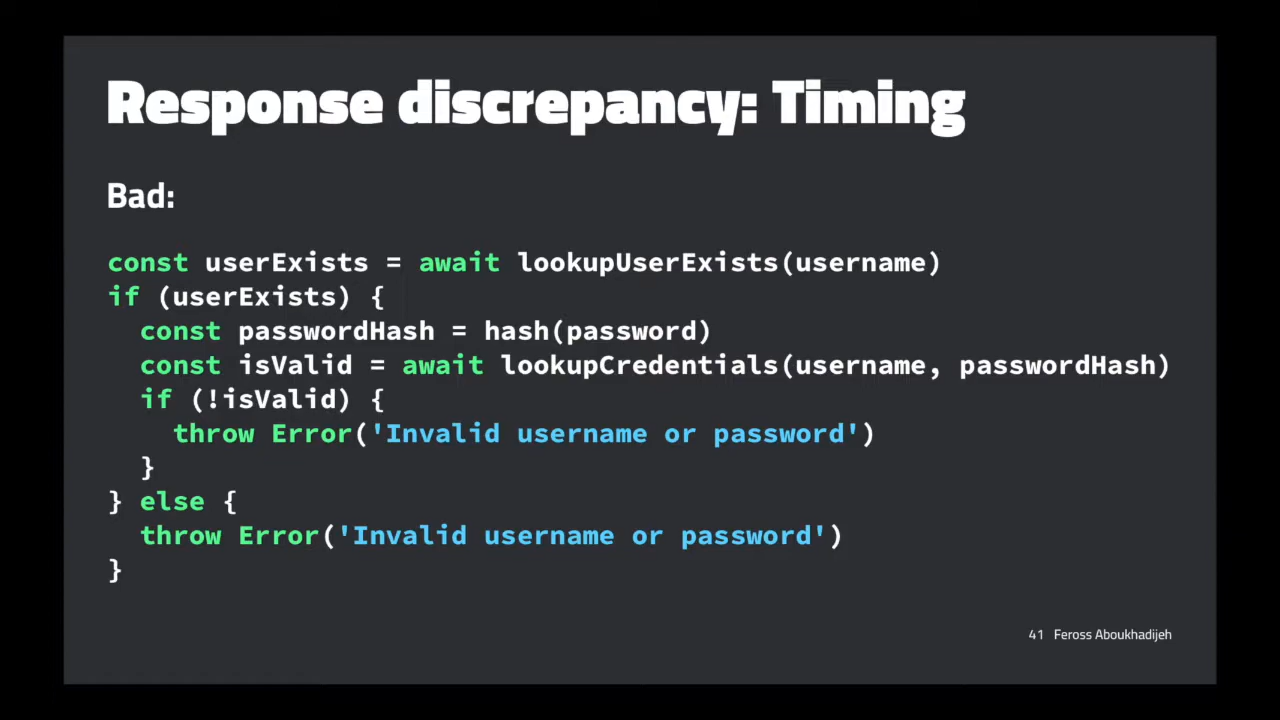 Response discrepancy: Timing
Bad:
const userExists = await lookupUserExists(username)
if (userExists) {
  const passwordHash = hash(password)
  const isValid = await lookupCredentials(username, passwordHash)
  if (!isValid) {
    throw Error('Invalid username or password')
  }
} else {
  throw Error('Invalid username or password')
}
41 Feross Aboukhadijeh